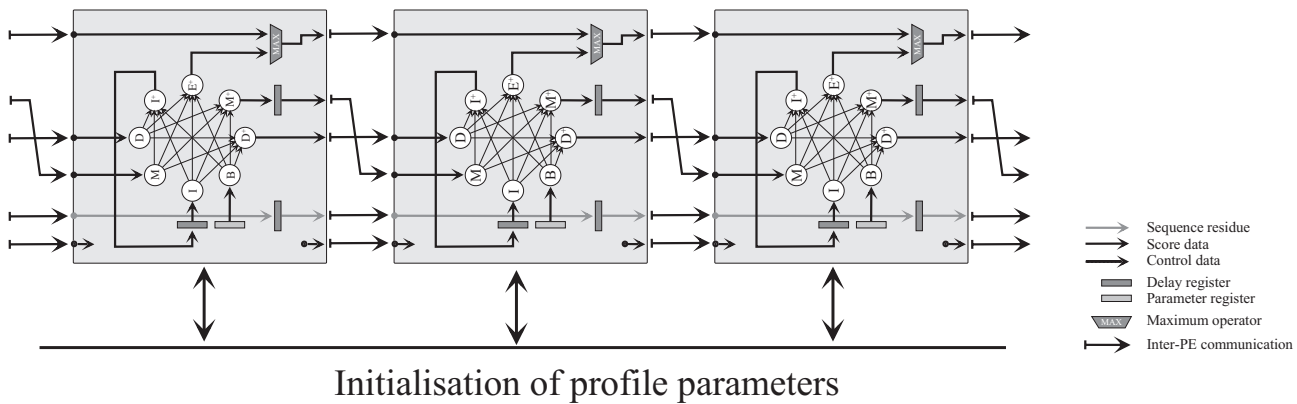 MAX
I+
E+
M+
D
D+
M
I
B
MAX
I+
E+
M+
D
D+
M
I
B
MAX
I+
E+
M+
D
D+
M
I
B
Sequence residue
Score data
Control data
Delay register
Parameter register
MAX Maximum operator
Inter-PE communication
Initialisation of profile parameters